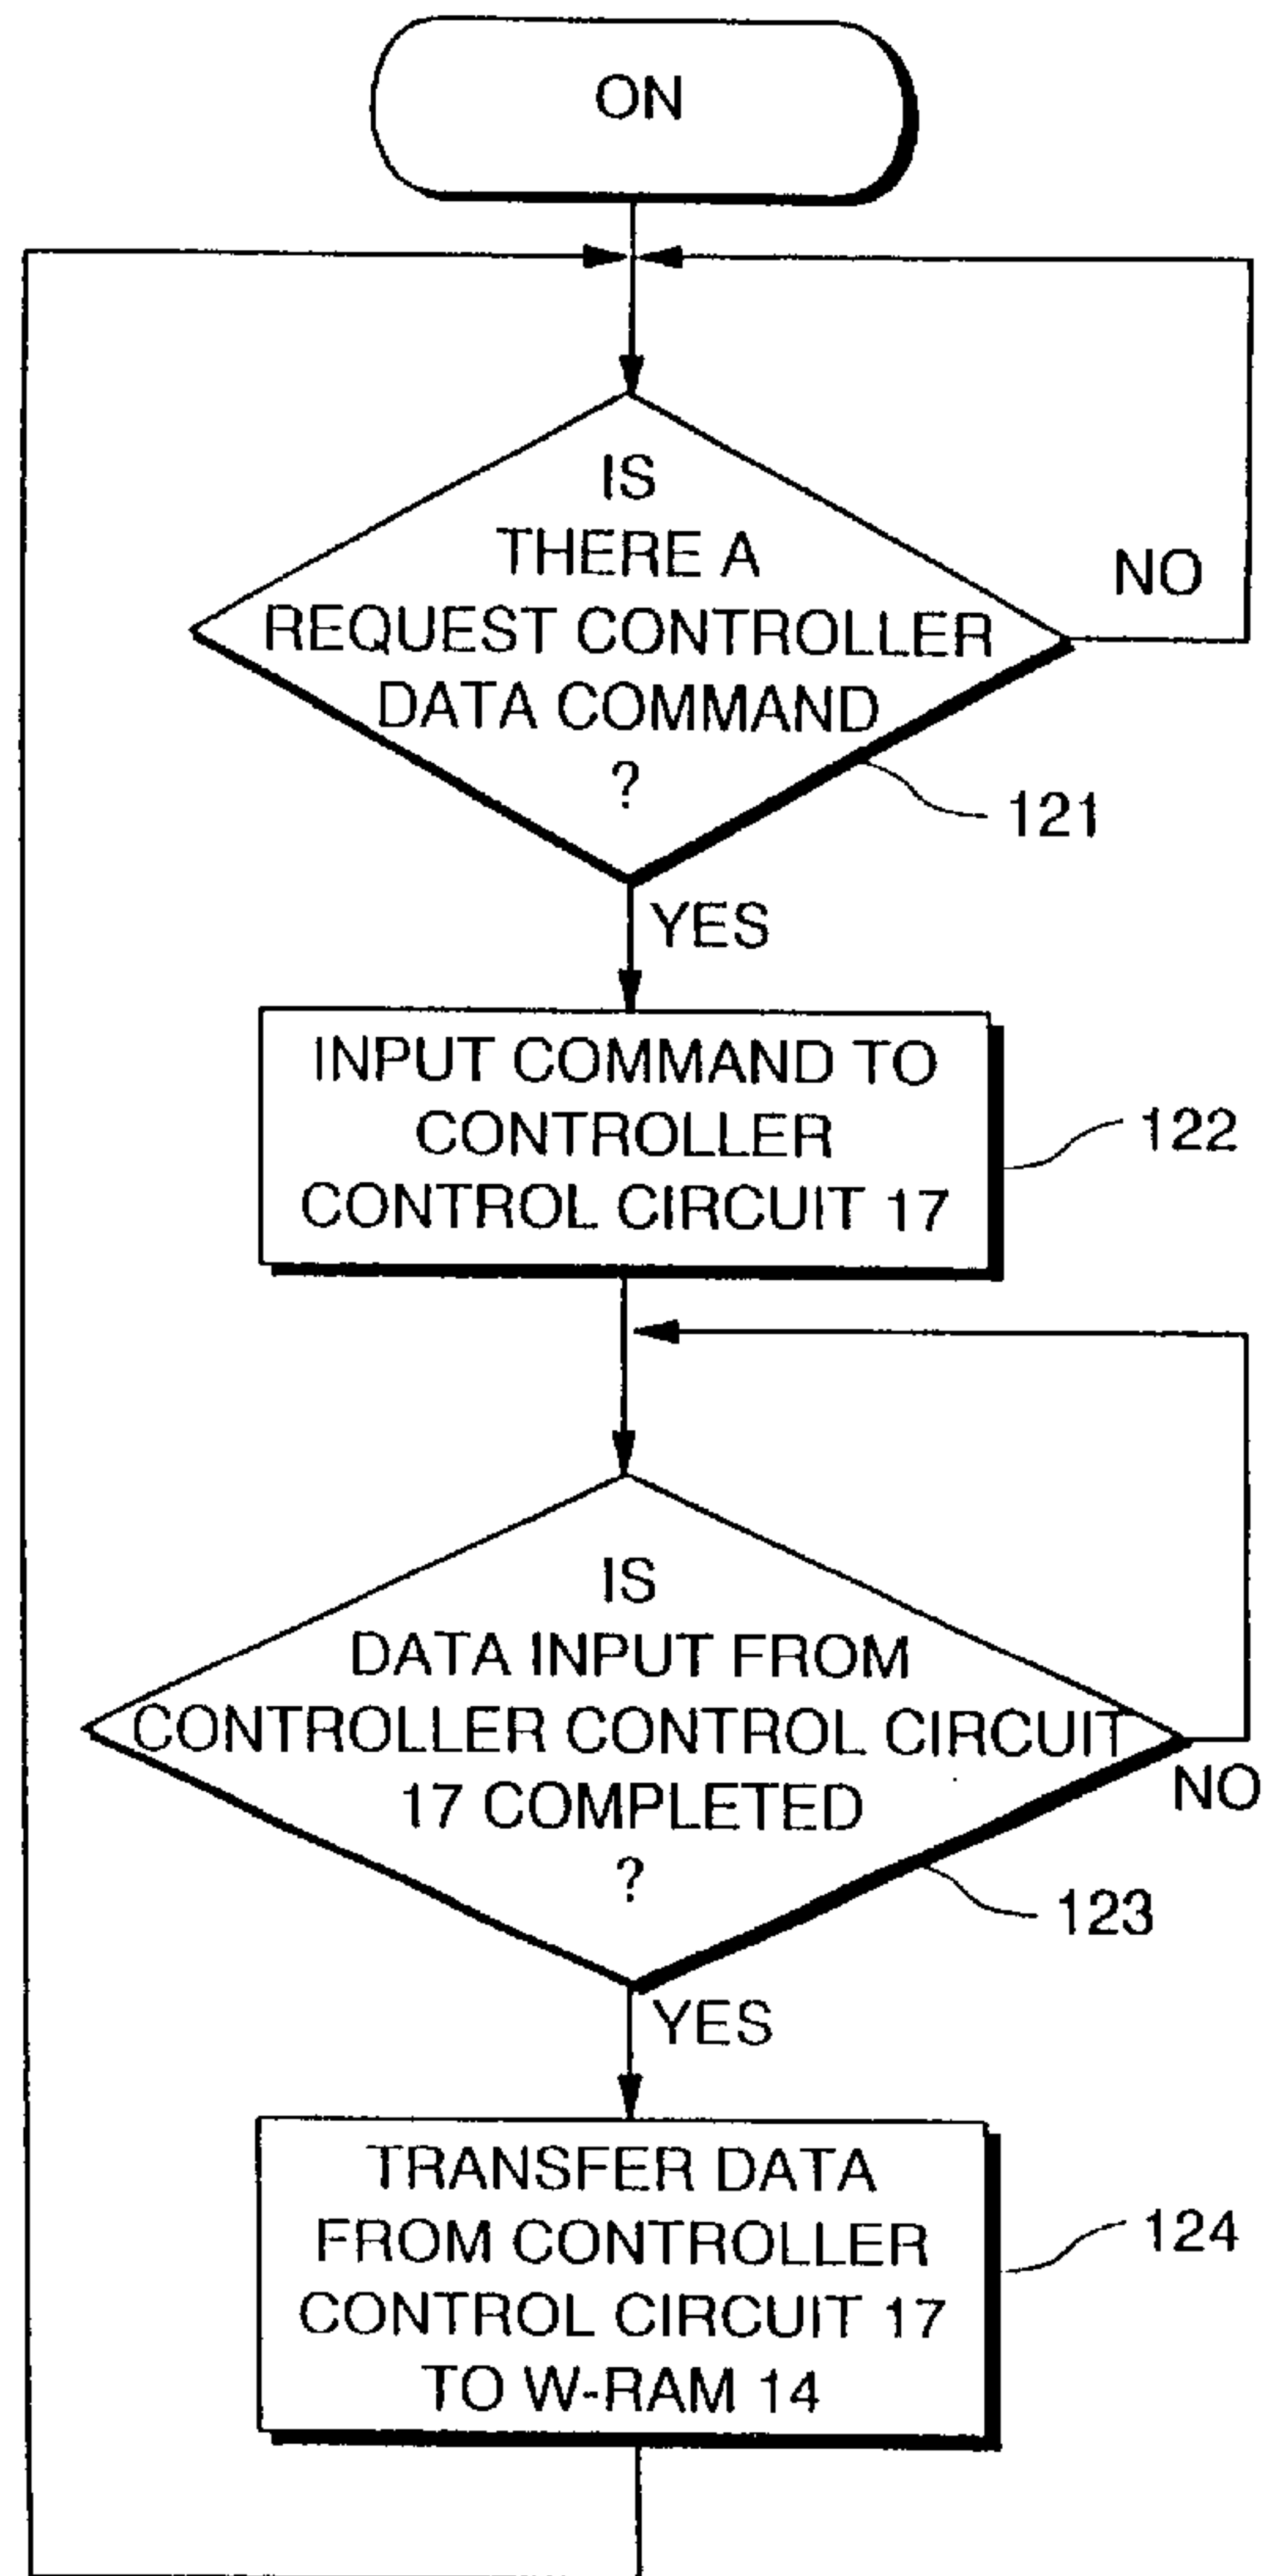 ON
IS
THERE A
REQUEST CONTROLLER
DATA COMMAND
?
NO
121
YES
INPUT COMMAND TO
CONTROLLER
CONTROL CIRCUIT 17
122
IS
DATA INPUT FROM
CONTROLLER CONTROL CIRCUIT
17 COMPLETED
?
NO
123
YES
TRANSFER DATA
FROM CONTROLLER
CONTROL CIRCUIT 17
TO W-RAM 14
124